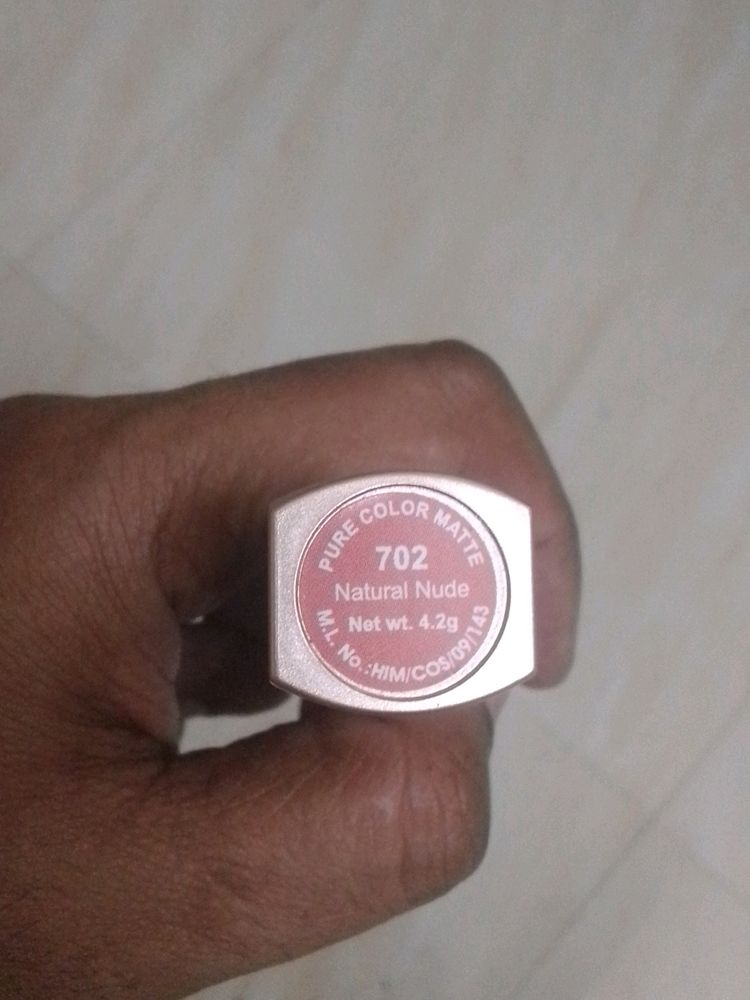 PURE COLOR MATTE
702
Natural Nude
Net wt. 4.2g
M.L. No.:HIM/COS/09/143